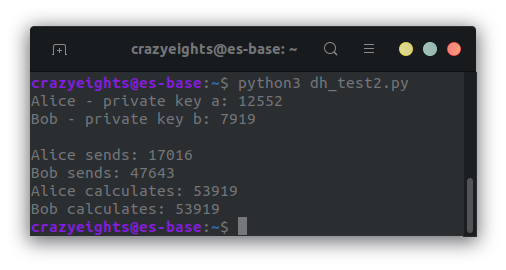 crazyeights@es-base: ~
crazyeights@es-base:~$ python3 dh_test2.py
Alice - private key a: 12552
Bob - private key b: 7919
Alice sends: 17016
Bob sends: 47643
Alice calculates: 53919
Bob calculates: 53919
crazyeights@es-base:~$